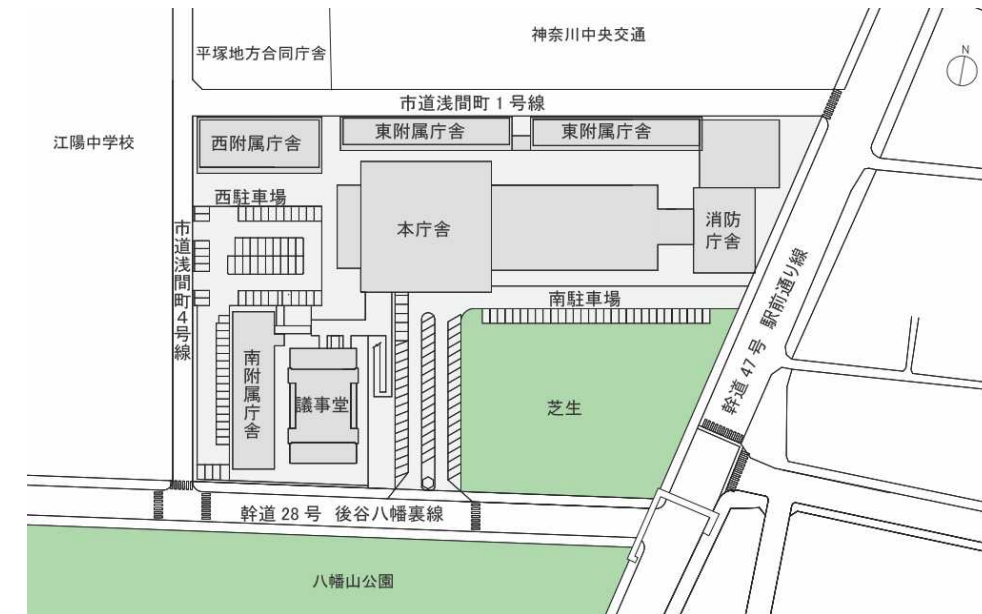 神奈川中央交通
平塚地方合同庁舎
N
市道浅間町1号線
江陽中学校
西附属庁舎
東附属庁舎
東附属庁舎
西駐車場
本庁舎
消防
庁舎
市道浅間町4号線
南駐車場
幹道47号 駅前通り線
南附属庁舎
議事堂
芝生
幹道28号 後谷八幡裏線
八幡山公園